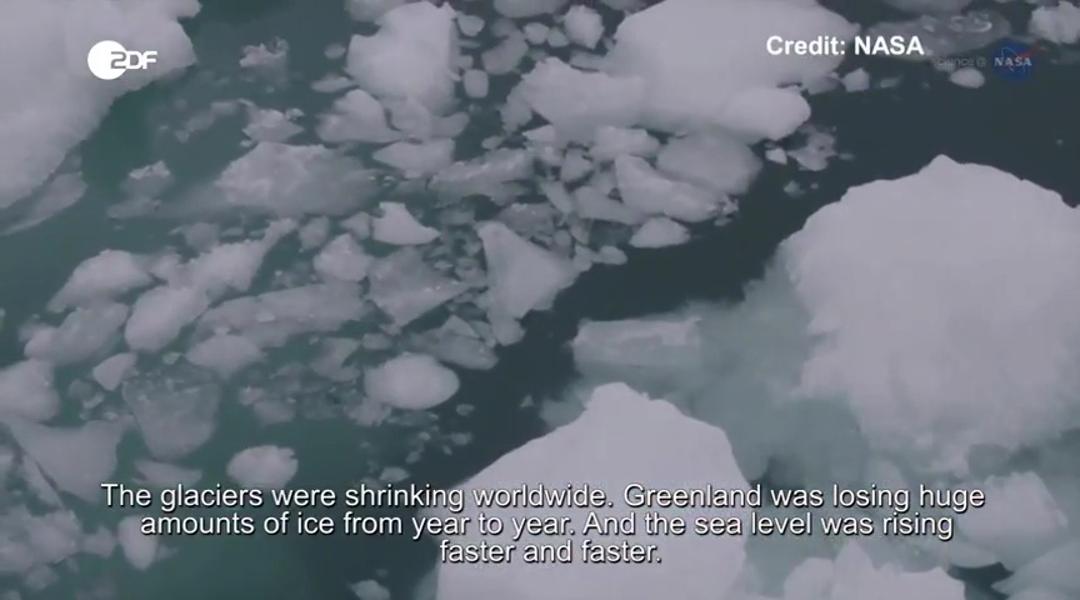 ZDF
Credit: NASA
Science @ NASA
The glaciers were shrinking worldwide. Greenland was losing huge
amounts of ice from year to year. And the sea level was rising
faster and faster.